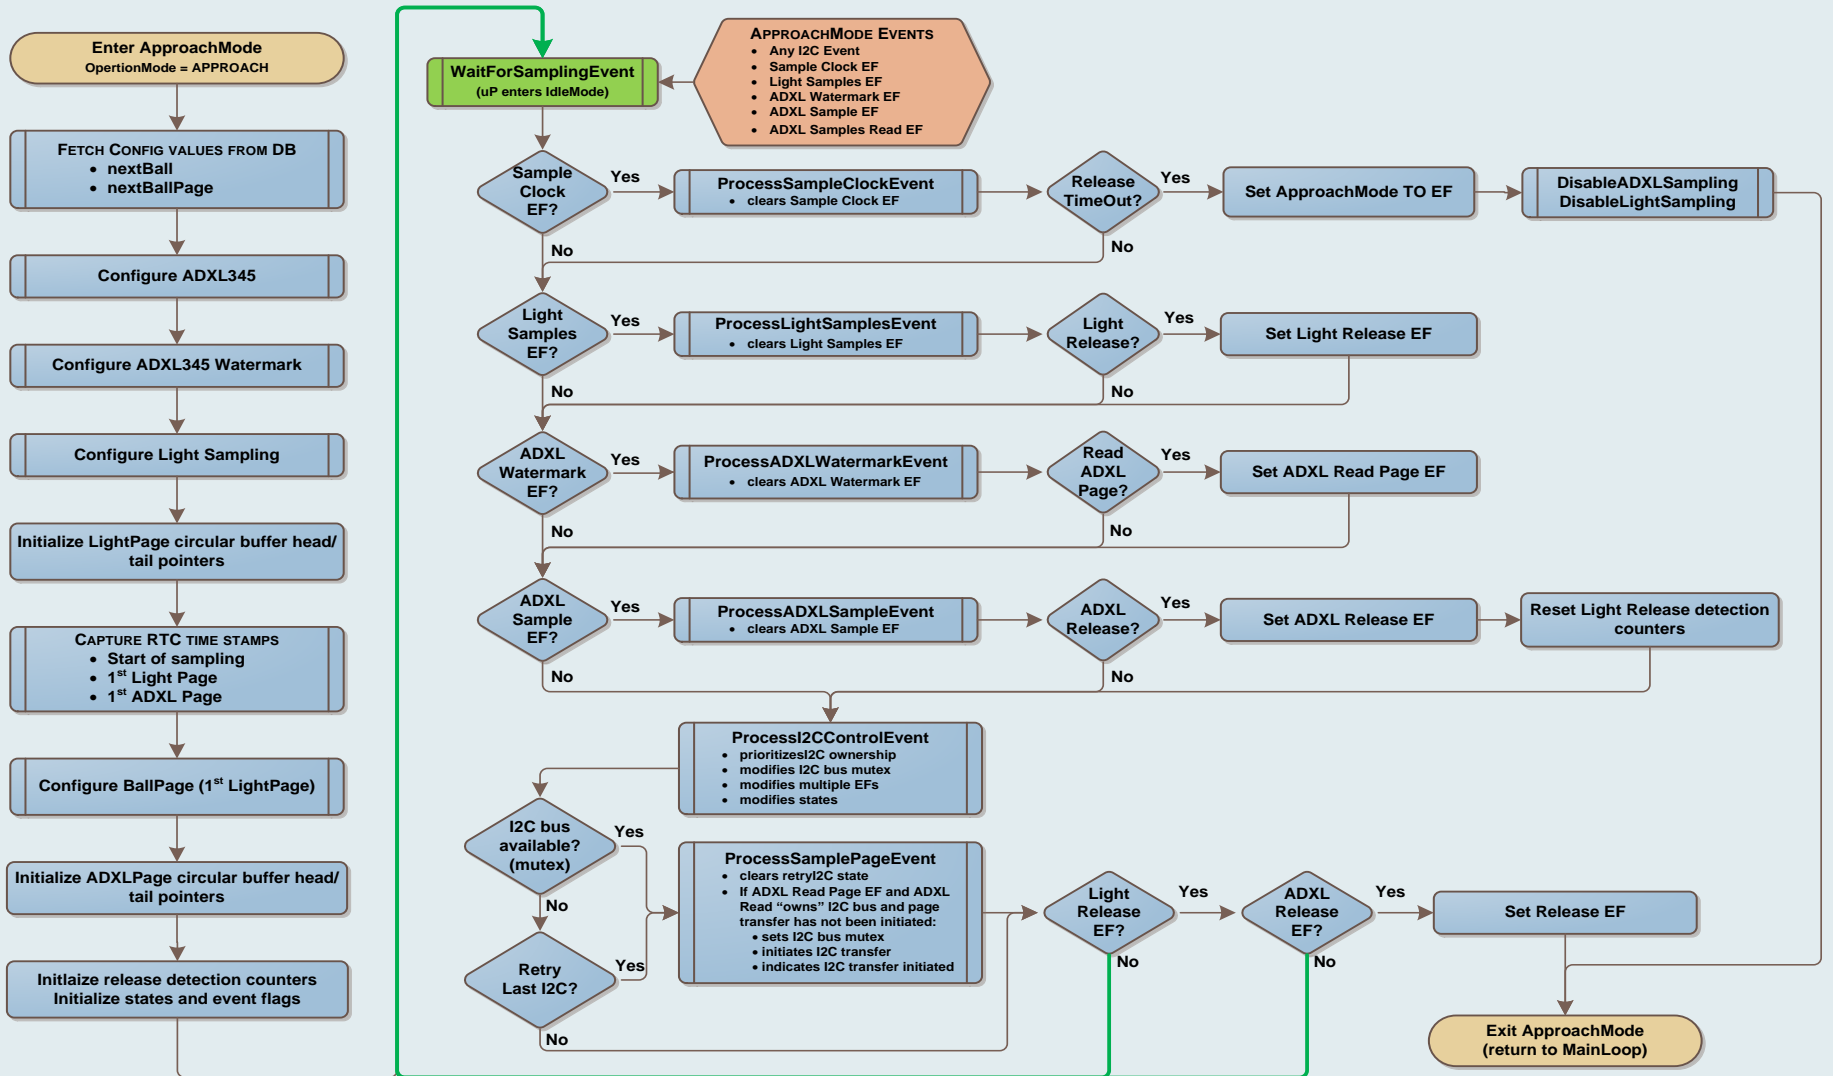 Enter ApproachMode
OpertionMode = APPROACH
FETCH CONFIG VALUES FROM DB
• nextBall
• nextBallPage
Configure ADXL345
Configure ADXL345 Watermark
Configure Light Sampling
Initialize LightPage circular buffer head/
tail pointers
CAPTURE RTC TIME STAMPS
• Start of sampling
• 1st Light Page
• 1st ADXL Page
Configure BallPage (1st LightPage)
Initialize ADXLPage circular buffer head/
tail pointers
Initlaize release detection counters
Initialize states and event flags
WaitForSamplingEvent
(uP enters IdleMode)
APPROACHMODE EVENTS
• Any I2C Event
• Sample Clock EF
• Light Samples EF
• ADXL Watermark EF
• ADXL Sample EF
• ADXL Samples Read EF
Sample
Clock
EF?
Yes
No
ProcessSampleClockEvent
• clears Sample Clock EF
Release
TimeOut?
Yes
No
Set ApproachMode TO EF
DisableADXLSampling
DisableLightSampling
Light
Samples
EF?
Yes
No
ProcessLightSamplesEvent
• clears Light Samples EF
Light
Release?
Yes
No
Set Light Release EF
ADXL
Watermark
EF?
Yes
No
ProcessADXLWatermarkEvent
• clears ADXL Watermark EF
Read
ADXL
Page?
Yes
No
Set ADXL Read Page EF
ADXL
Sample
EF?
Yes
No
ProcessADXLSampleEvent
• clears ADXL Sample EF
ADXL
Release?
Yes
No
Set ADXL Release EF
Reset Light Release detection
counters
ProcessI2CControlEvent
• prioritizesI2C ownership
• modifies I2C bus mutex
• modifies multiple EFs
• modifies states
I2C bus
available?
(mutex)
Yes
No
Retry
Last I2C?
Yes
No
ProcessSamplePageEvent
• clears retryI2C state
• If ADXL Read Page EF and ADXL
Read “owns” I2C bus and page
transfer has not been initiated:
• sets I2C bus mutex
• initiates I2C transfer
• indicates I2C transfer initiated
Light
Release
EF?
Yes
No
ADXL
Release
EF?
Yes
No
Set Release EF
Exit ApproachMode
(return to MainLoop)